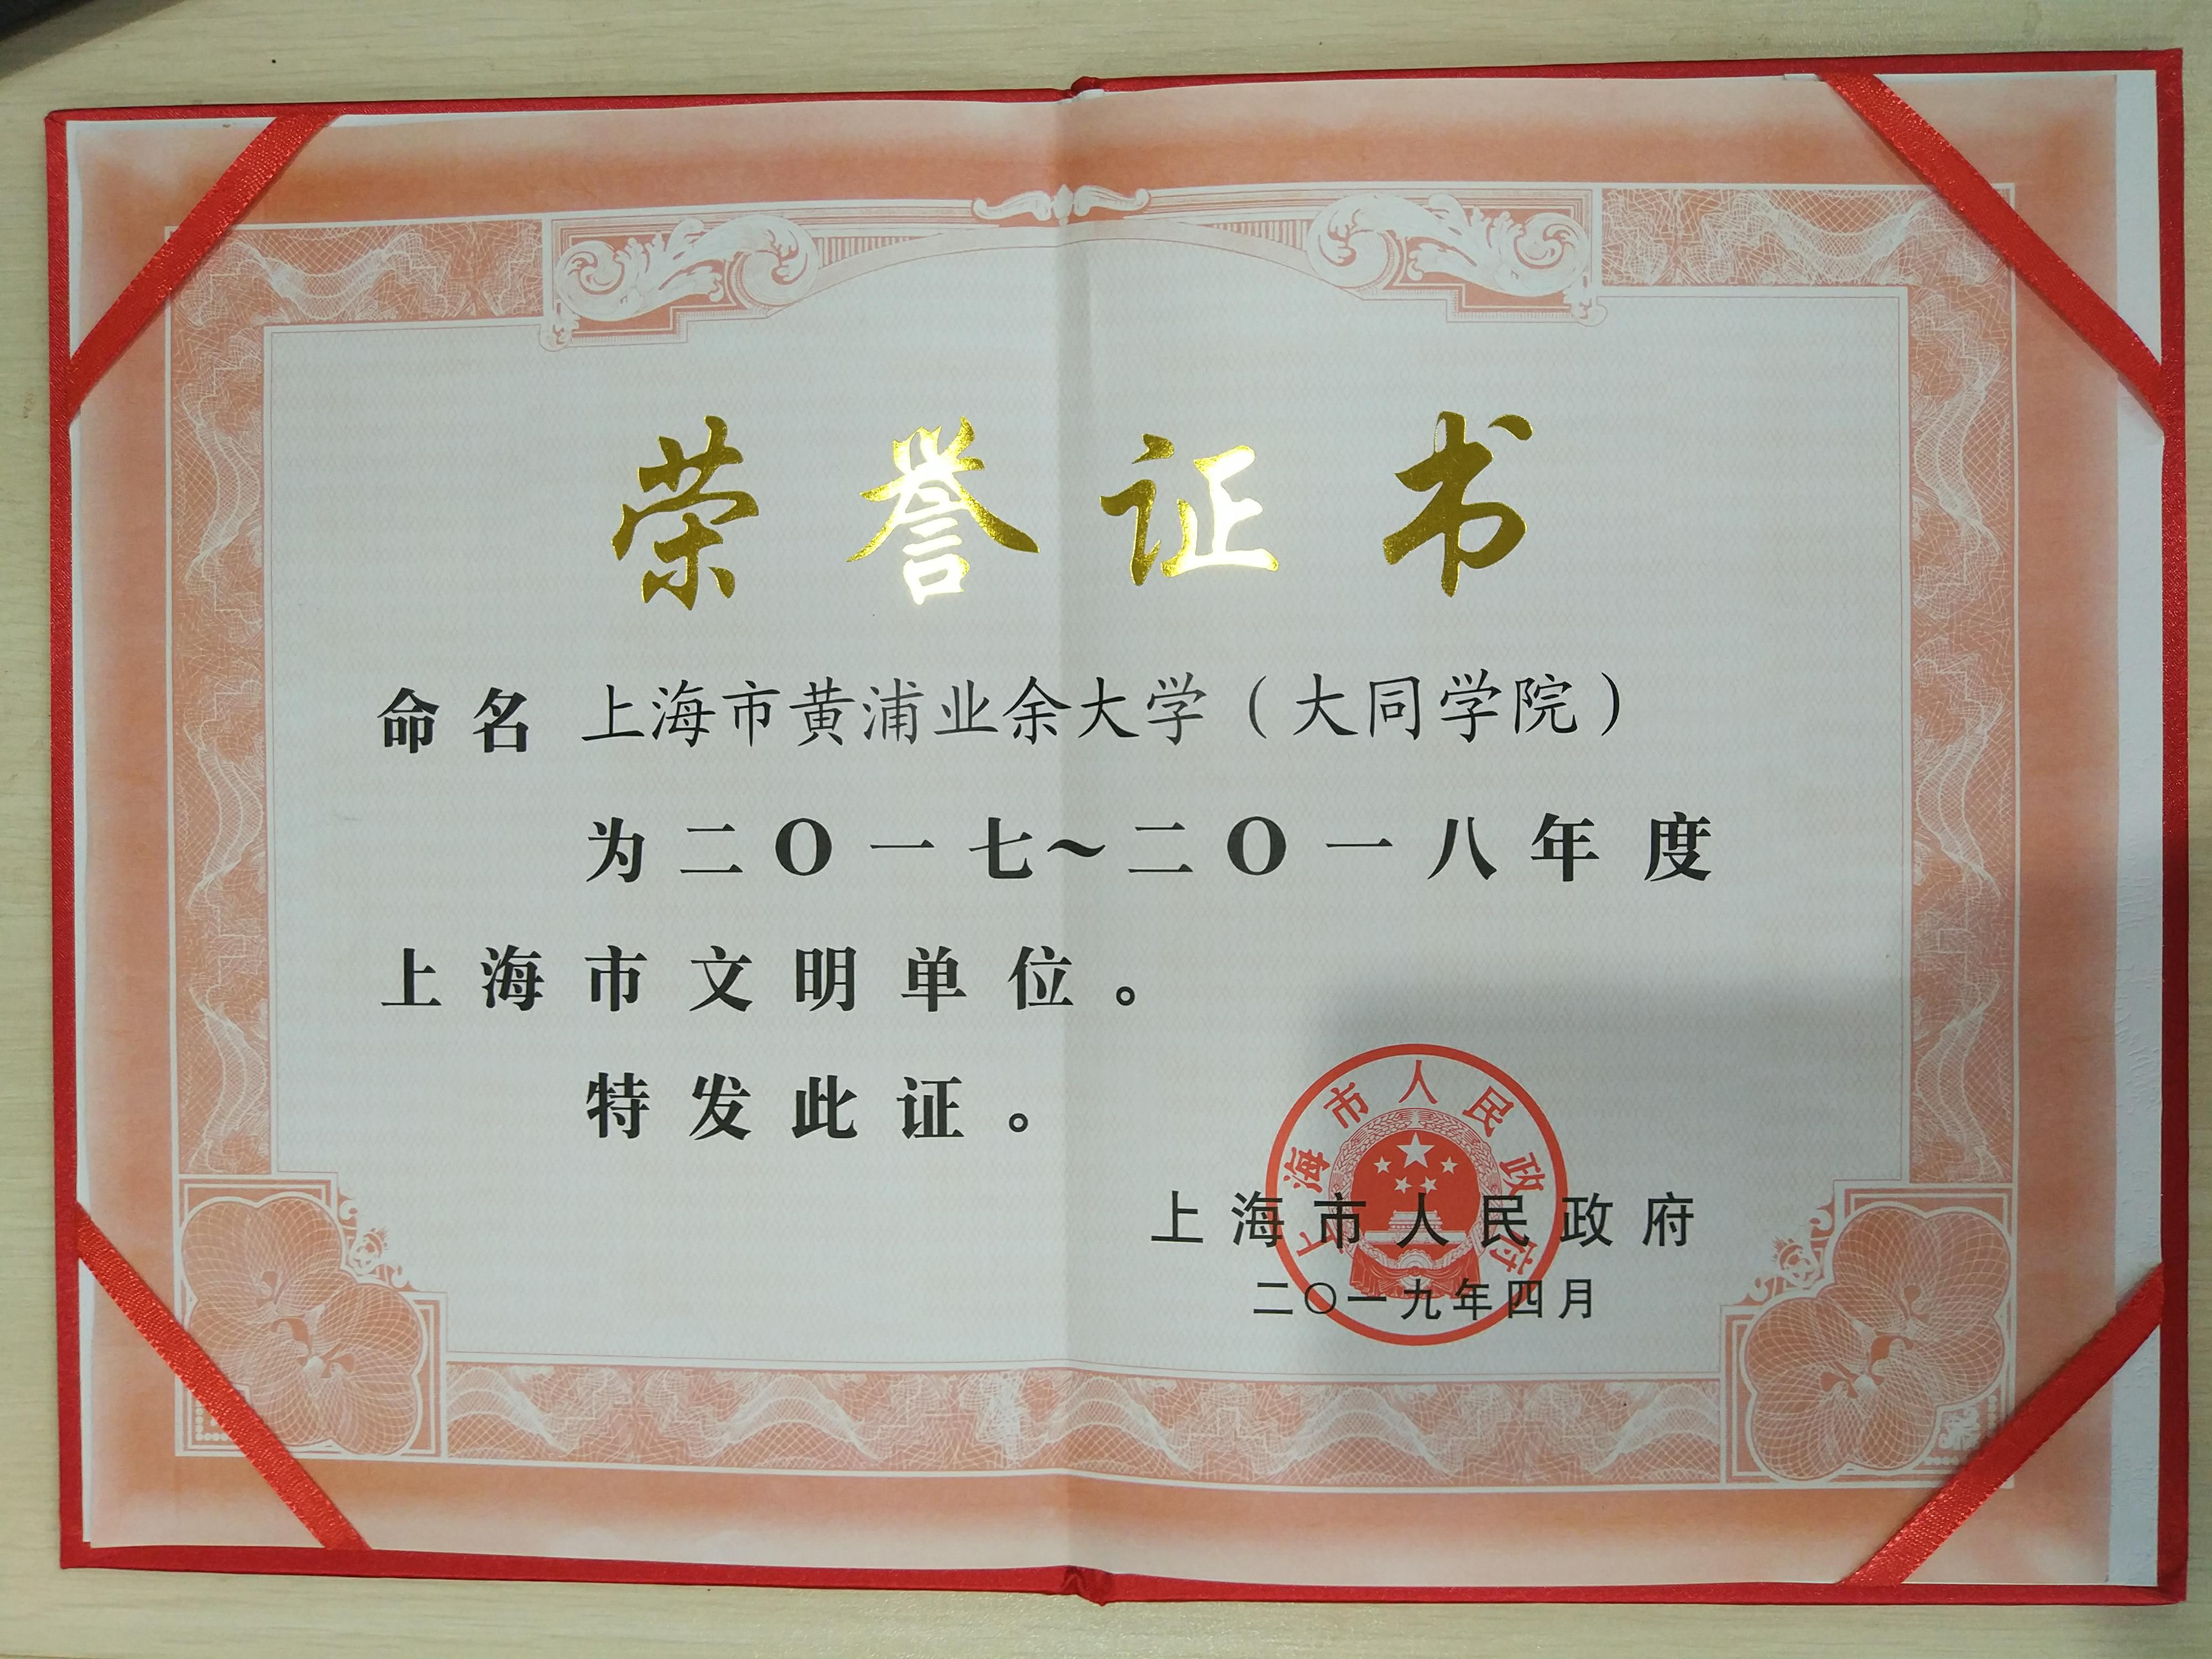 荣誉证书
命名 上海市黄浦业余大学（大同学院）
为二〇一七～二〇一八年度
上海市文明单位。
特发此证。
上海市人民政府
上海市人民政府
二〇一九年四月